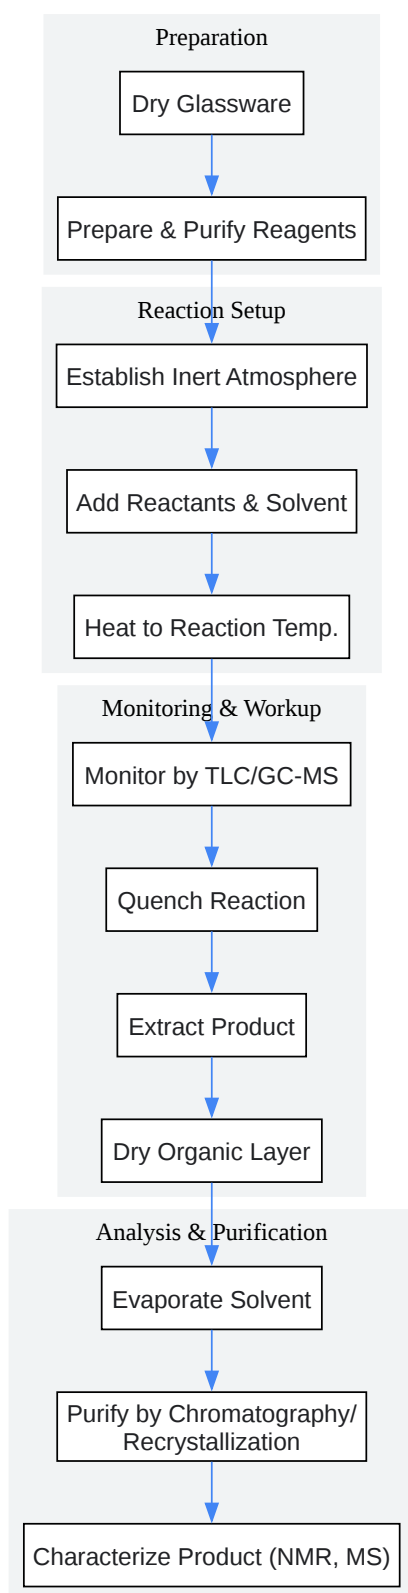 Preparation
Dry Glassware
Prepare & Purify Reagents
Reaction Setup
Establish Inert Atmosphere
Add Reactants & Solvent
Heat to Reaction Temp.
Monitoring & Workup
Monitor by TLC/GC-MS
Quench Reaction
Extract Product
Dry Organic Layer
Analysis & Purification
Evaporate Solvent
Purify by Chromatography/
Recrystallization
Characterize Product (NMR, MS)